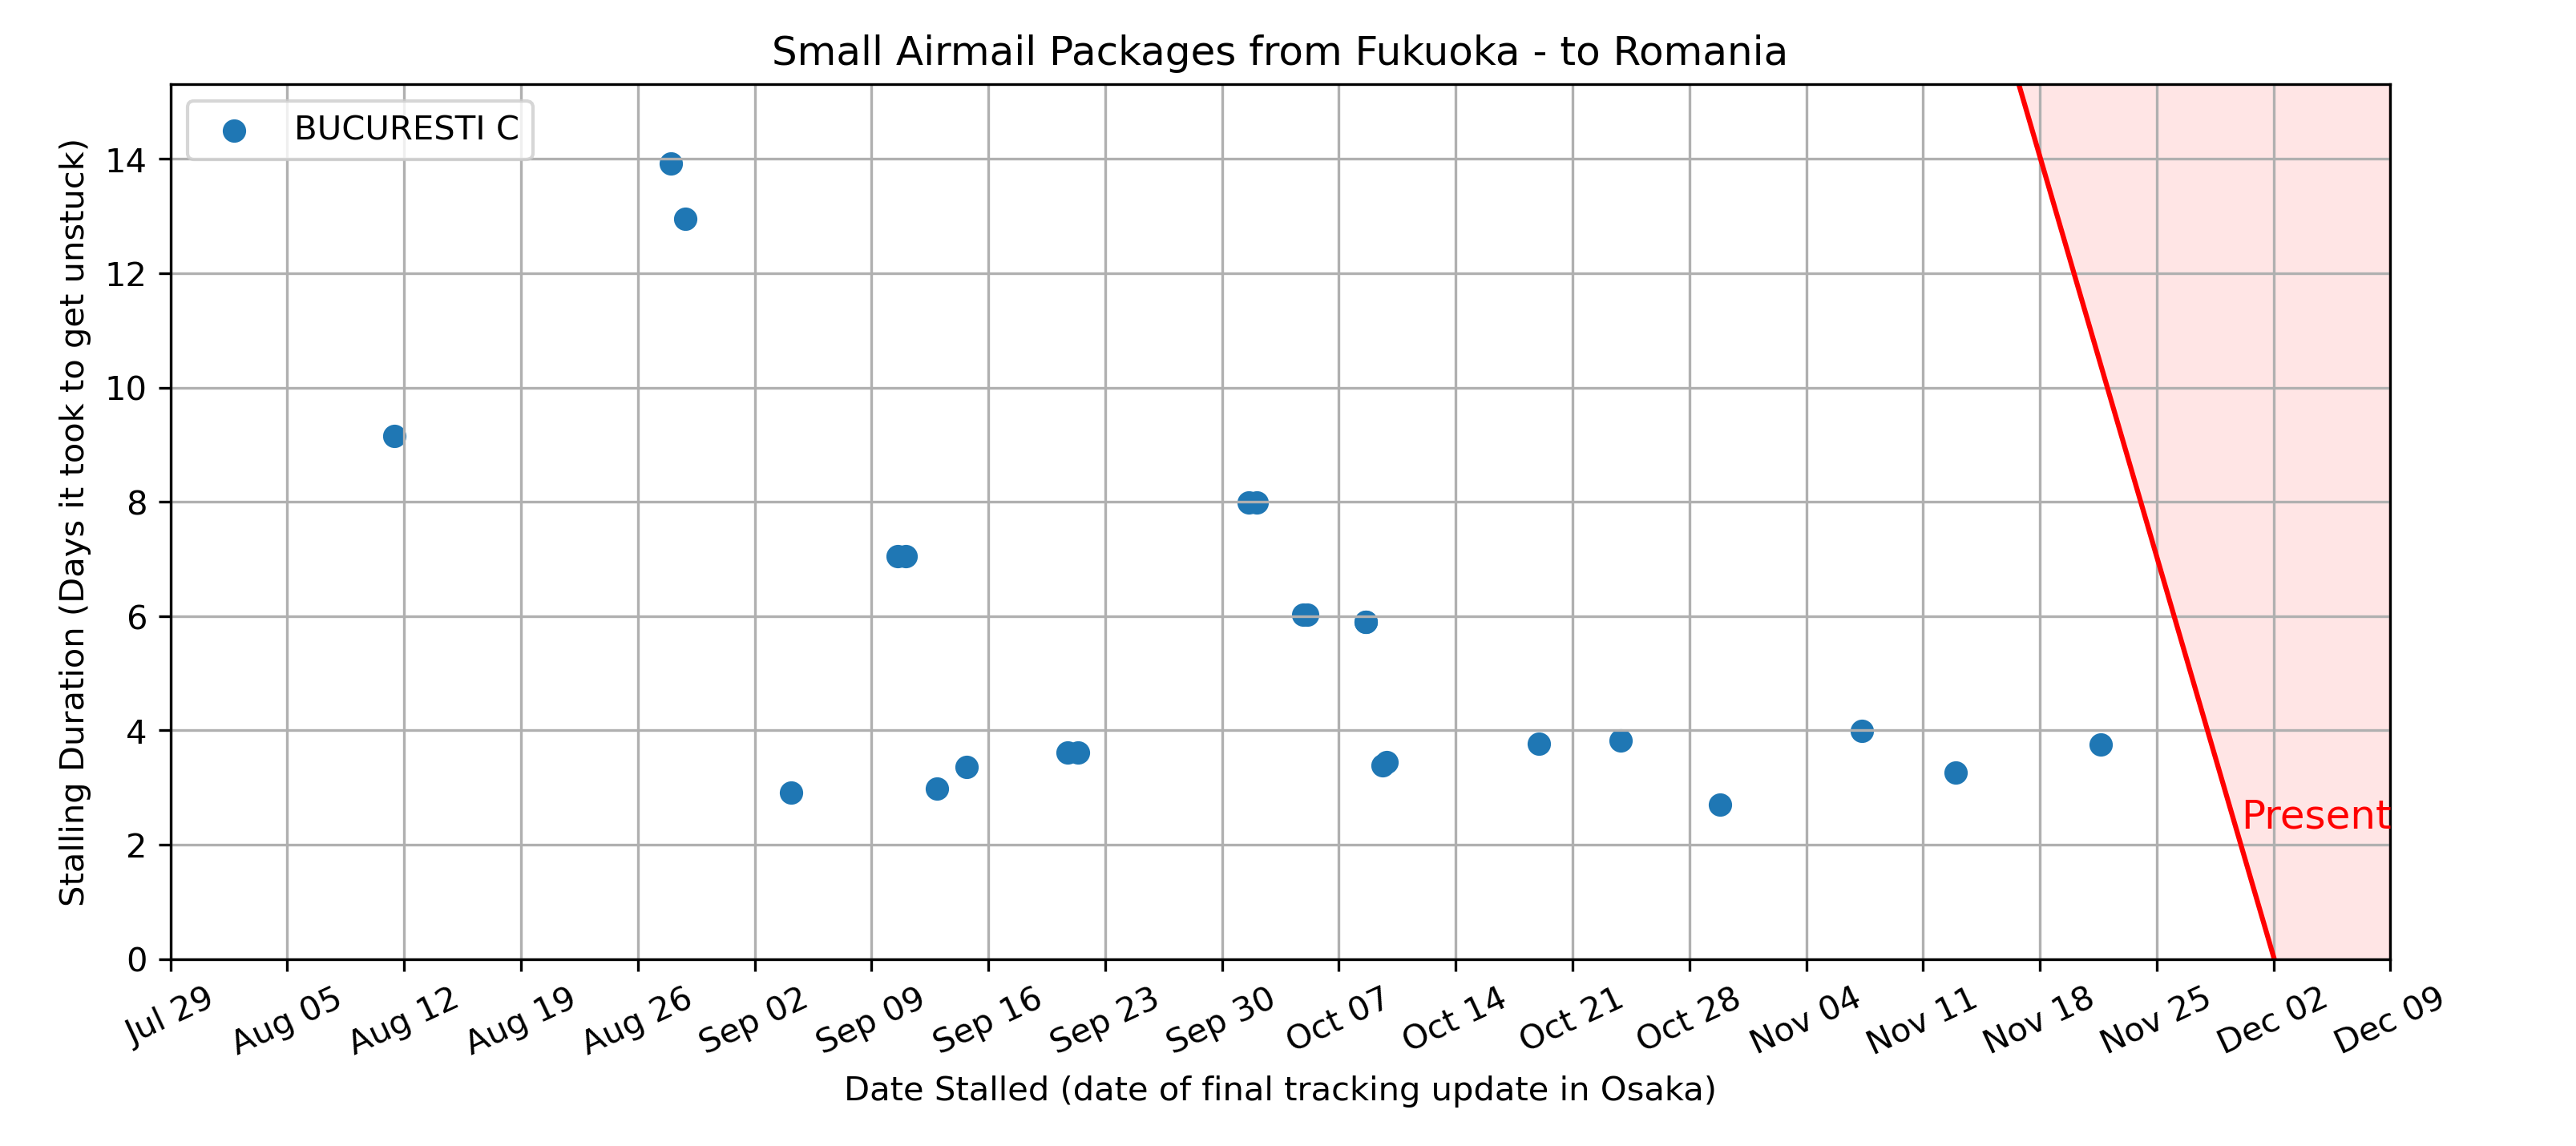 Small Airmail Packages from Fukuoka - to Romania
BUCURESTI C
Stalling Duration (Days it took to get unstuck)
14
12
10
8
6
4
2
0
Present
Jul 29
Aug 05
Aug 12
Aug 19
Aug 26
Sep 02
Sep 09
Sep 16
Sep 23
Sep 30
Oct 07
Oct 14
Oct 21
Oct 28
Nov 04
Nov 11
Nov 18
Nov 25
Dec 02
Dec 09
Date Stalled (date of final tracking update in Osaka)